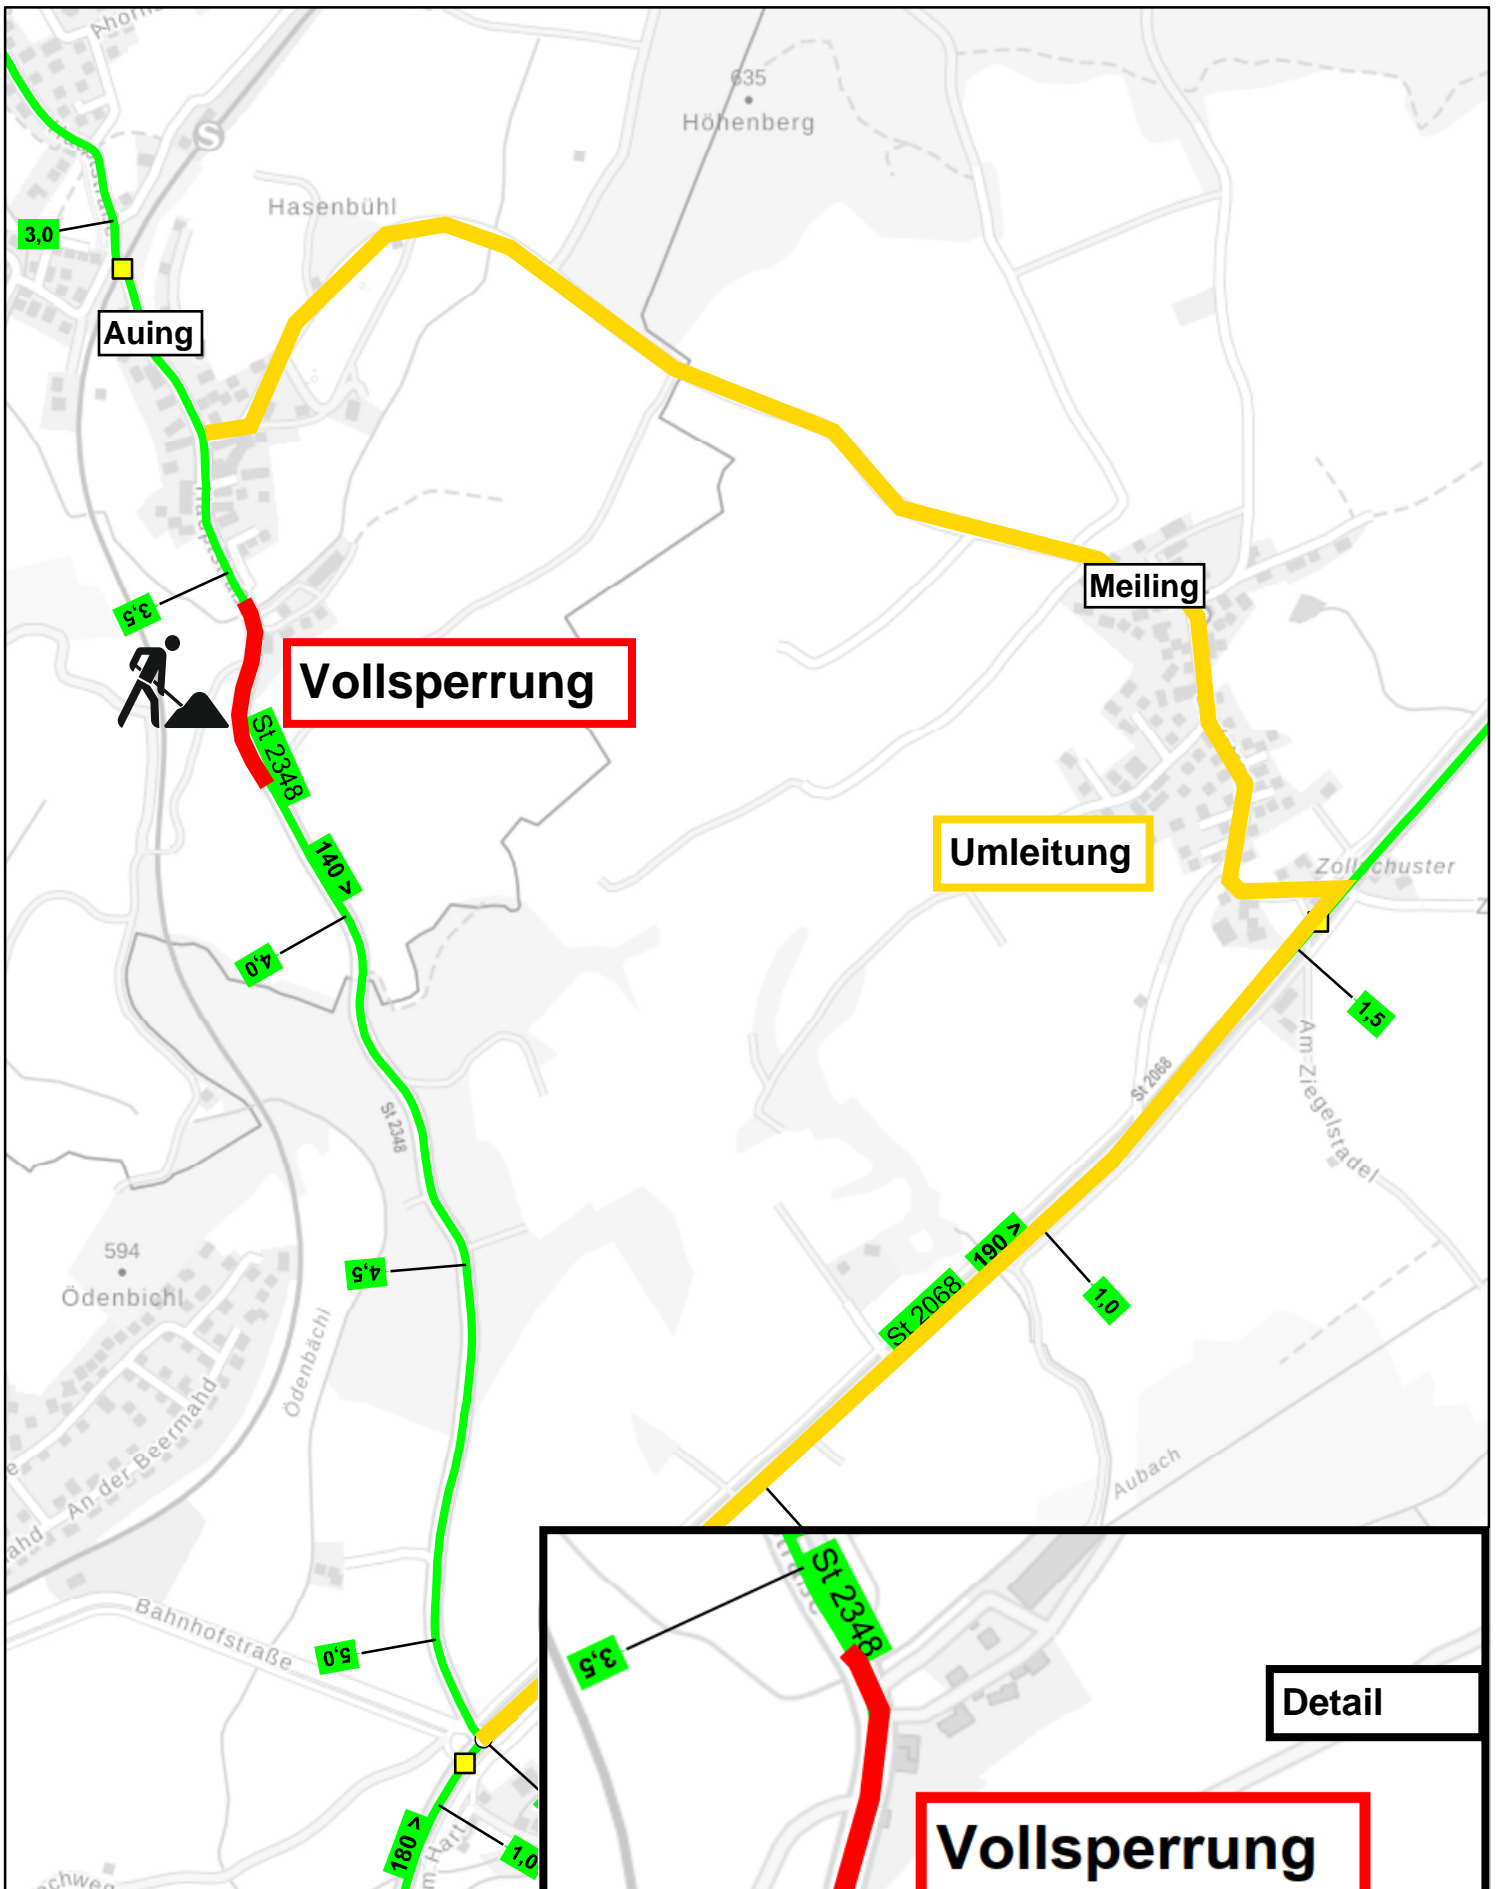 635
Höhenberg
Hasenbühl
3,0
Auing
Meiling
3,5
Vollsperrung
St 2348
140 >
Umleitung
Zollschuster
4,0
1,5
Am Ziegelstadel
St 2068
St 2348
594
Ödenbichl
4,5
190 >
St 2068
1,0
Ödenbächl
An der Beermahd
Aubach
Bahnhofstraße
5,0
St 2348
3,5
Detail
180 >
1,0
Vollsperrung